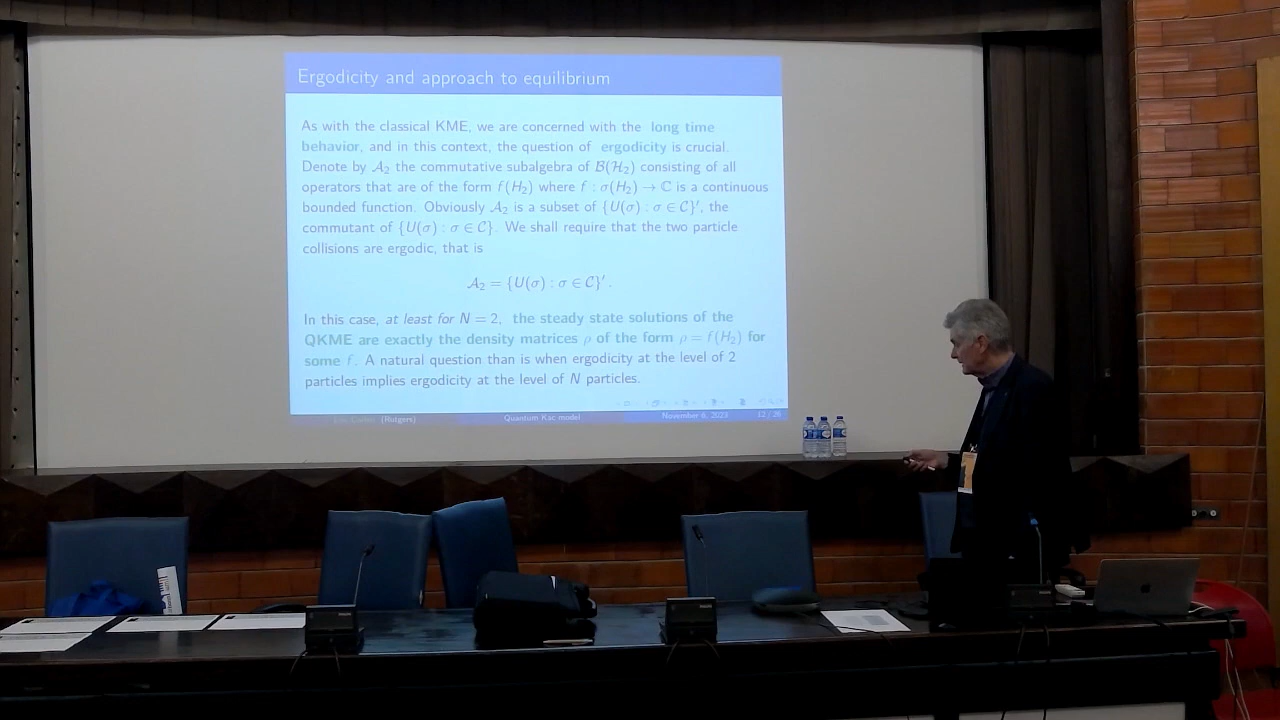 Ergodicity and approach to equilibrium
As with the classical KME, we are concerned with the long time
behavior, and in this context, the question of ergodicity is crucial.
Denote by 𝒜₂ the commutative subalgebra of ℬ(ℋ₂) consisting of all
operators that are of the form f(H₂) where f : σ(H₂) → ℂ is a continuous
bounded function. Obviously 𝒜₂ is a subset of {U(σ) : σ ∈ 𝒞}′, the
commutant of {U(σ) : σ ∈ 𝒞}. We shall require that the two particle
collisions are ergodic, that is
𝒜₂ = {U(σ) : σ ∈ 𝒞}′ .
In this case, at least for N = 2, the steady state solutions of the
QKME are exactly the density matrices ρ of the form ρ = f(H₂) for
some f. A natural question than is when ergodicity at the level of 2
particles implies ergodicity at the level of N particles.
(Rutgers) Quantum Kac model November 6, 2023 12 / 26